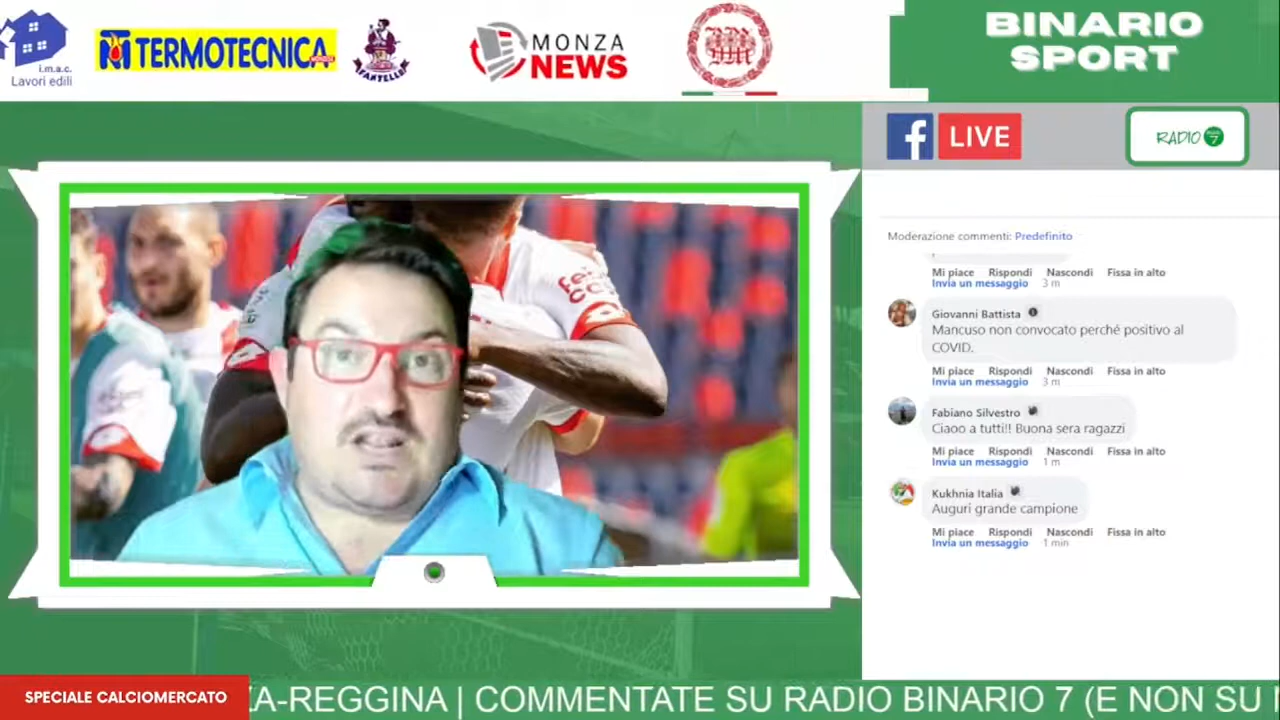 i.m.a.c.
Lavori edili
TERMOTECNICA
MONZA
NEWS
BINARIO
SPORT
LIVE
RADIO
7
Moderazione commenti: Predefinito
Mi piace Rispondi Nascondi Fissa in alto
Invia un messaggio 3 m
Giovanni Battista
Mancuso non convocato perché positivo al
COVID.
Mi piace Rispondi Nascondi Fissa in alto
Invia un messaggio 3 m
Fabiano Silvestro
Ciaoo a tutti!! Buona sera ragazzi
Mi piace Rispondi Nascondi Fissa in alto
Invia un messaggio 1 m
Kukhnia Italia
Auguri grande campione
Mi piace Rispondi Nascondi Fissa in alto
Invia un messaggio 1 min
SPECIALE CALCIOMERCATO
ZA-REGGINA | COMMENTATE SU RADIO BINARIO 7 (E NON SU